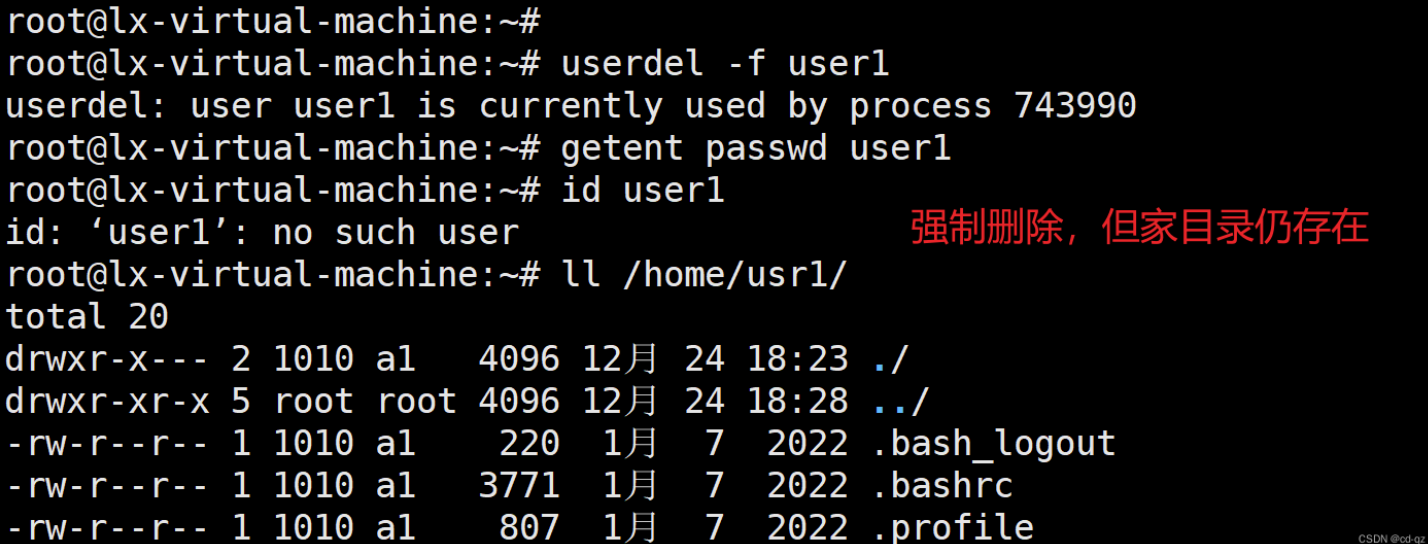 root@lx-virtual-machine:~#
root@lx-virtual-machine:~# userdel -f user1
userdel: user user1 is currently used by process 743990
root@lx-virtual-machine:~# getent passwd user1
root@lx-virtual-machine:~# id user1
id: ‘user1’: no such user
强制删除，但家目录仍存在
root@lx-virtual-machine:~# ll /home/usr1/
total 20
drwxr-x--- 2 1010 a1   4096 12月 24 18:23 ./
drwxr-xr-x 5 root root 4096 12月 24 18:28 ../
-rw-r--r-- 1 1010 a1    220  1月  7  2022 .bash_logout
-rw-r--r-- 1 1010 a1   3771  1月  7  2022 .bashrc
-rw-r--r-- 1 1010 a1    807  1月  7  2022 .profile
CSDN @cd-qz